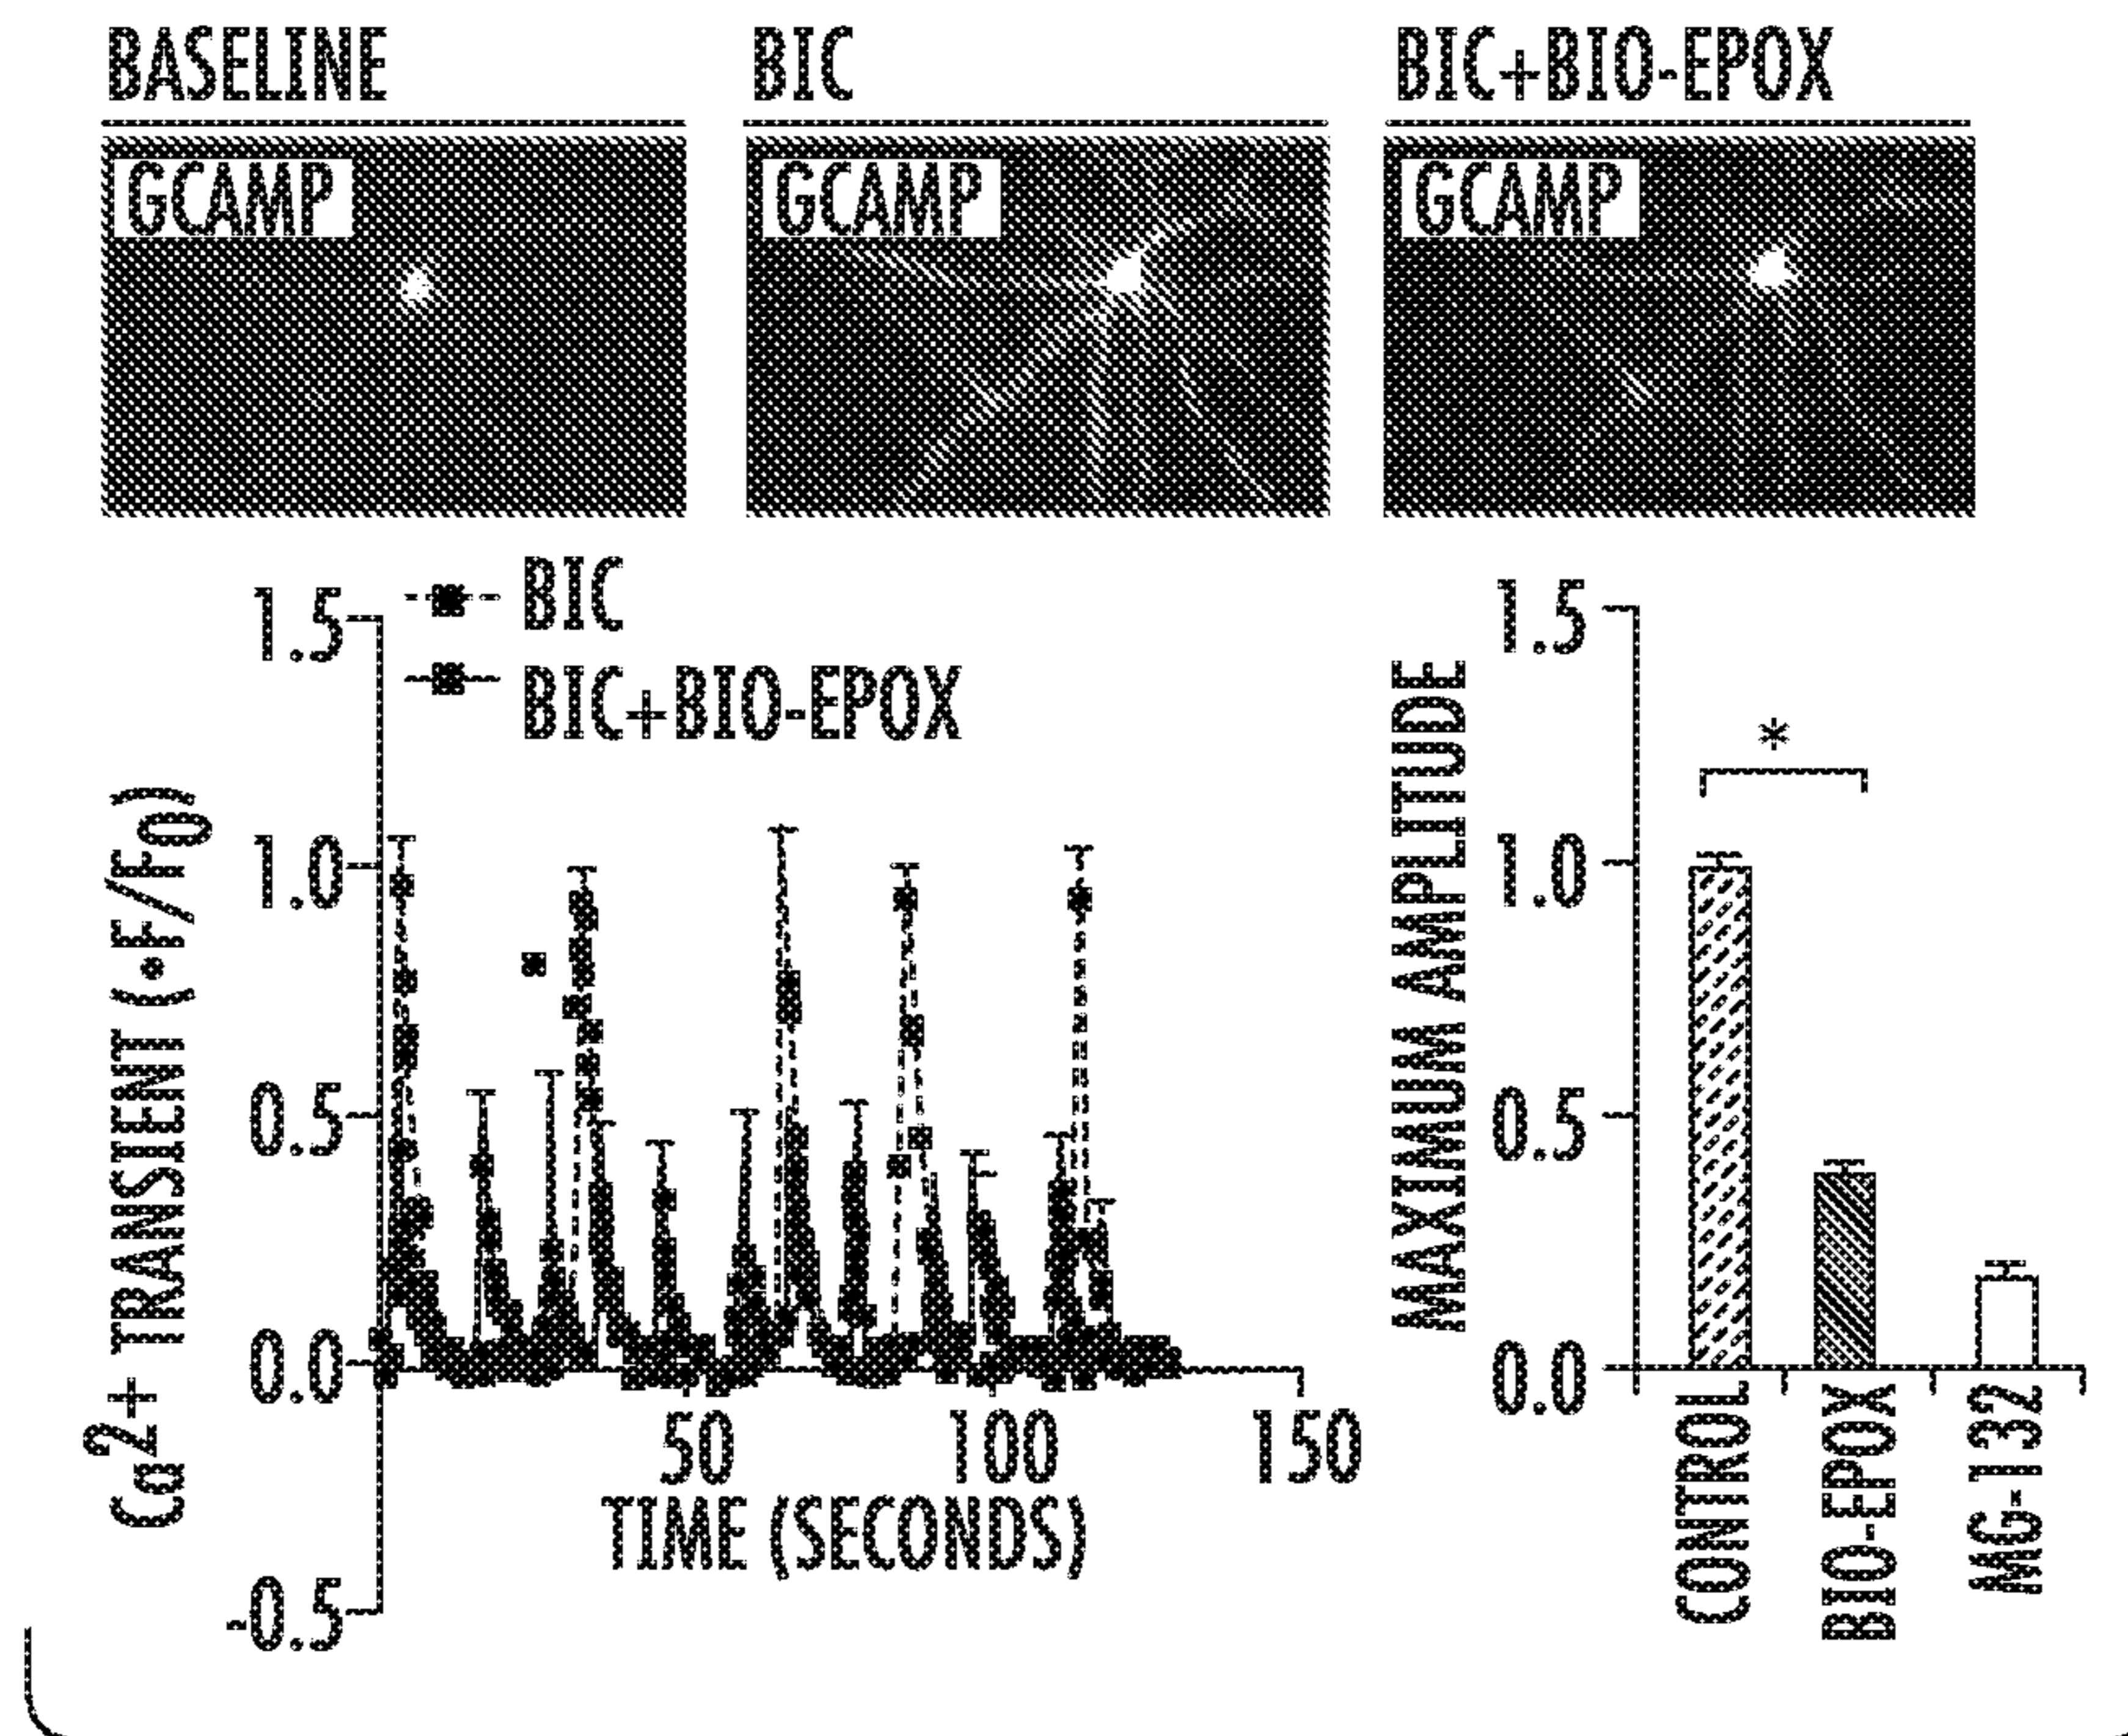 BASELINE
BIC
BIC+BIO-EPOX
GCAMP
GCAMP
GCAMP
BIC
BIC+BIO-EPOX
Ca2+ TRANSIENT (•F/F0)
1.5
1.0
0.5
0.0
-0.5
50
100
150
TIME (SECONDS)
MAXIMUM AMPLITUDE
1.5
1.0
0.5
0.0
*
CONTROL
BIO-EPOX
MG-132